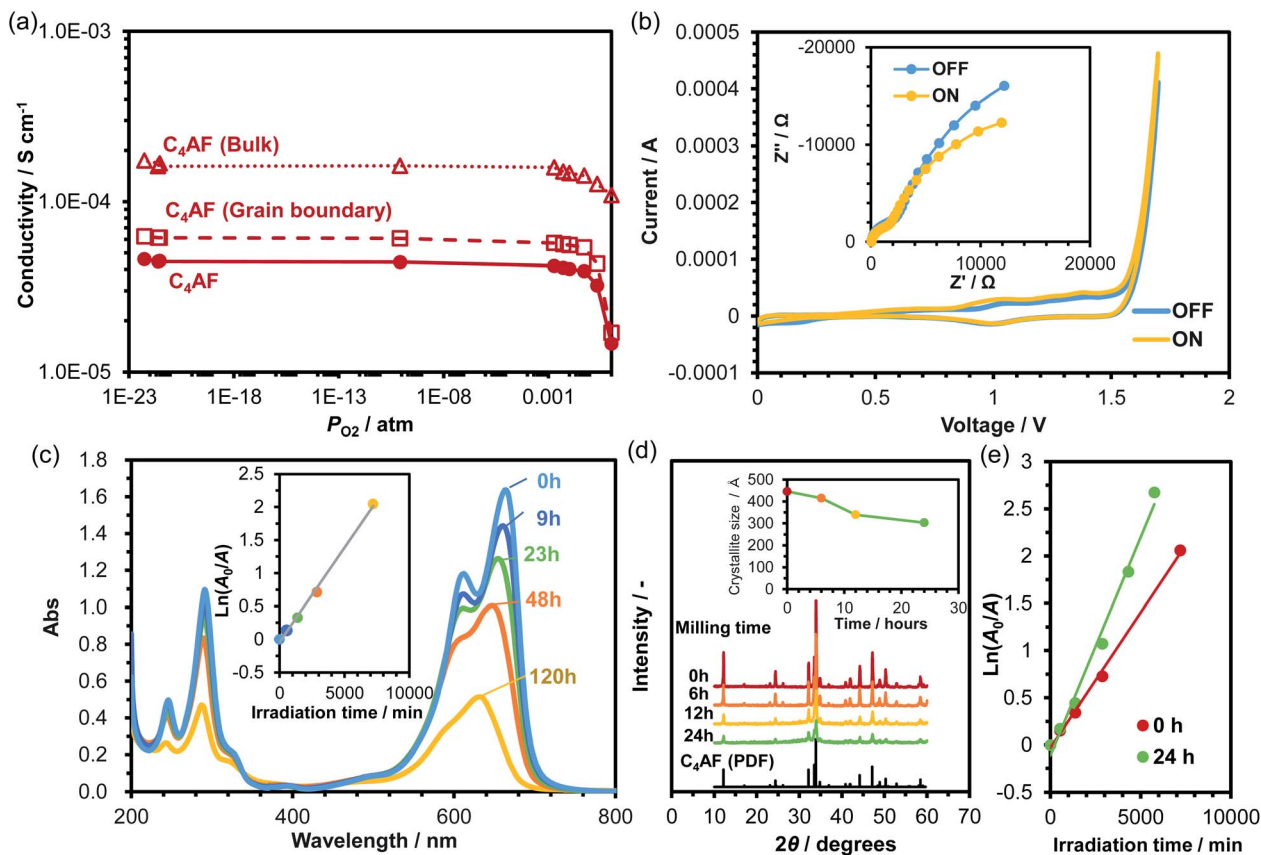 (a)
1.0E-03
1.0E-04
1.0E-05
Conductivity / S cm⁻¹
C₄AF (Bulk)
C₄AF (Grain boundary)
C₄AF
1E-23
1E-18
1E-13
1E-08
0.001
P_O2 / atm
(b)
0.0005
0.0004
0.0003
0.0002
0.0001
0
-0.0001
Current / A
-20000
-10000
0
Z'' / Ω
OFF
ON
0
10000
20000
Z' / Ω
OFF
ON
0
0.5
1
1.5
2
Voltage / V
(c)
1.8
1.6
1.4
1.2
1.0
0.8
0.6
0.4
0.2
0.0
Abs
2.5
2
1.5
1
0.5
0
-0.5
Ln(A₀/A)
0
5000
10000
Irradiation time / min
0h
9h
23h
48h
120h
200
400
600
800
Wavelength / nm
(d)
Intensity / -
500
400
300
200
100
0
Crystallite size / Å
0
10
20
30
Time / hours
Milling time
0h
6h
12h
24h
C₄AF (PDF)
0
10
20
30
40
50
60
70
2θ / degrees
(e)
3
2.5
2
1.5
1
0.5
0
-0.5
Ln(A₀/A)
0 h
24 h
0
5000
10000
Irradiation time / min